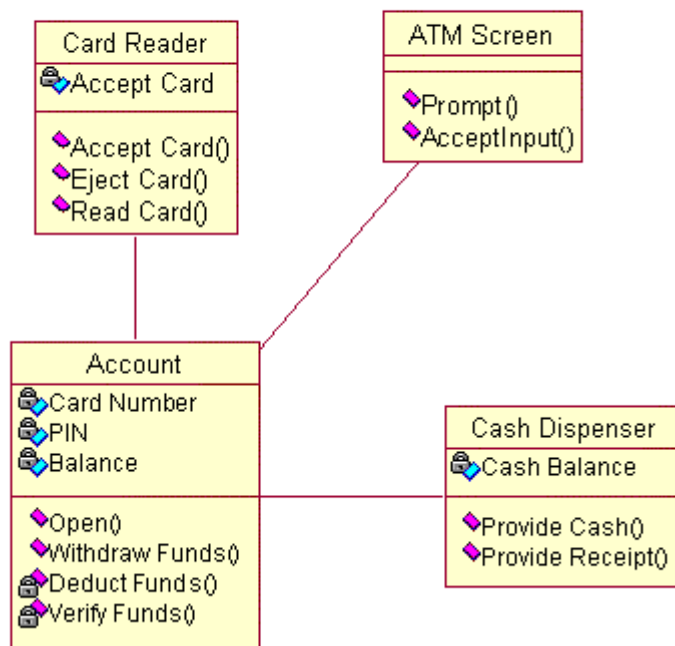 Card Reader
Accept Card
Accept Card()
Eject Card()
Read Card()
ATM Screen
Prompt()
AcceptInput()
Account
Card Number
PIN
Balance
Open()
Withdraw Funds()
Deduct Funds()
Verify Funds()
Cash Dispenser
Cash Balance
Provide Cash()
Provide Receipt()